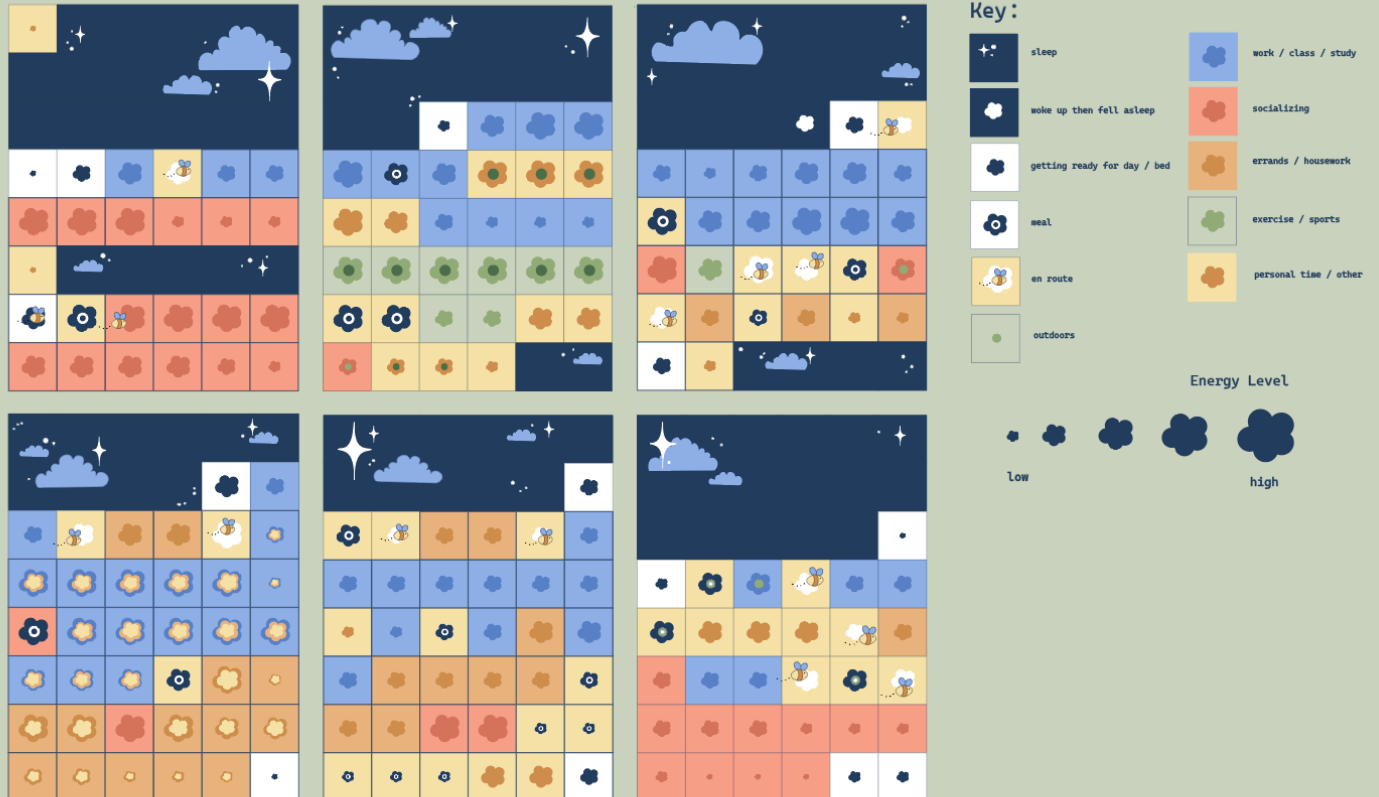 Key:
sleep
woke up then fell asleep
getting ready for day / bed
meal
en route
outdoors
work / class / study
socializing
errands / housework
exercise / sports
personal time / other
Energy Level
low
high